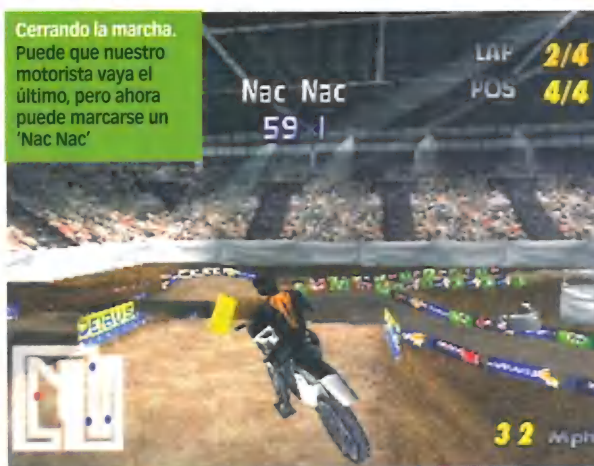 Cerrando la marcha.
Puede que nuestro
motorista vaya el
último, pero ahora
puede marcarse un
'Nac Nac'
Nac Nac
59 x 1
LAP 2/4
POS 4/4
32 Mph